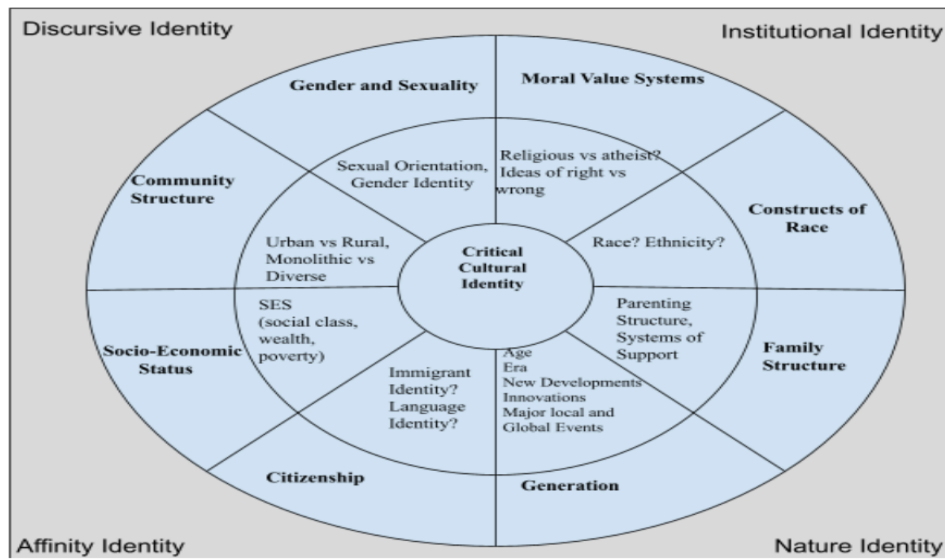 Discursive Identity
Institutional Identity
Gender and Sexuality
Moral Value Systems
Sexual Orientation,
Gender Identity
Religious vs atheist?
Ideas of right vs
wrong
Community
Structure
Constructs of
Race
Urban vs Rural,
Monolithic vs
Diverse
Race? Ethnicity?
Critical
Cultural
Identity
SES
(social class,
wealth,
poverty)
Parenting
Structure,
Systems of
Support
Socio-Economic
Status
Family
Structure
Immigrant
Identity?
Language
Identity?
Age
Era
New Developments
Innovations
Major local and
Global Events
Citizenship
Generation
Affinity Identity
Nature Identity